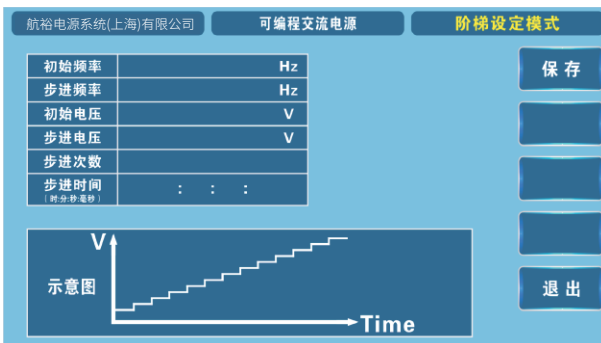 航裕电源系统(上海)有限公司 可编程交流电源 阶梯设定模式
初始频率 Hz
步进频率 Hz
初始电压 V
步进电压 V
步进次数
步进时间 : : :
(时:分:秒:毫秒)
保存
V
示意图
Time
退出